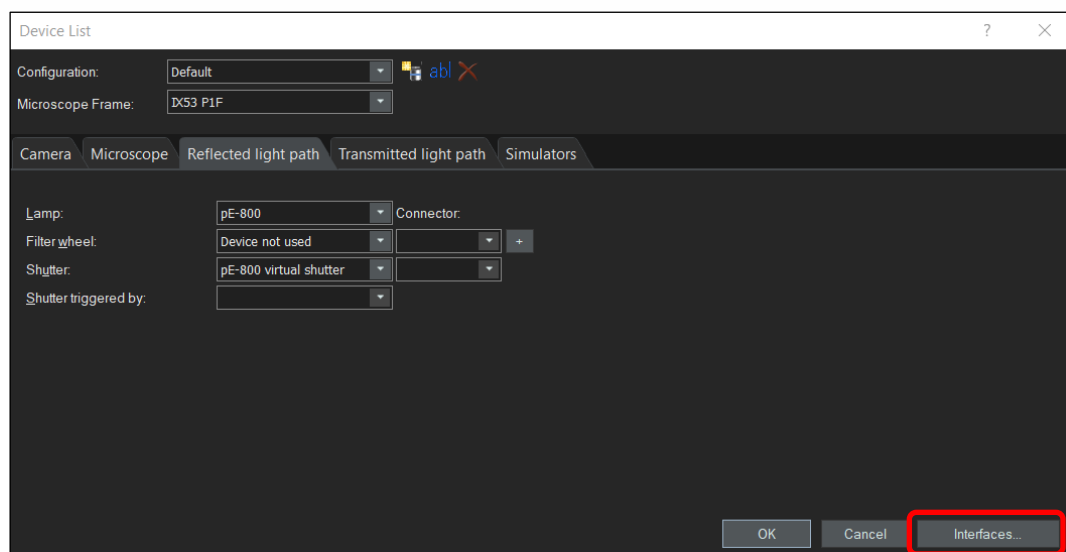 Device List ?
Configuration: Default abl
Microscope Frame: IX53 P1F
Camera Microscope Reflected light path Transmitted light path Simulators
Lamp: pE-800 Connector:
Filter wheel: Device not used +
Shutter: pE-800 virtual shutter
Shutter triggered by:
OK Cancel Interfaces...